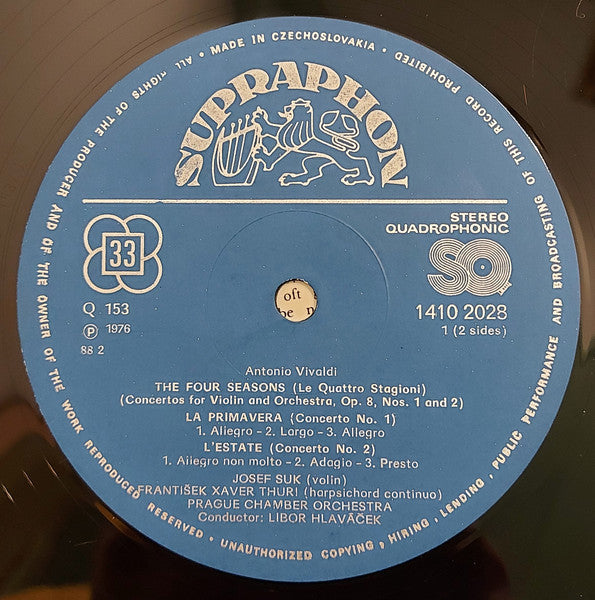 ALL RIGHTS OF THE PRODUCER AND OF THE OWNER OF THE WORK REPRODUCED RESERVED • UNAUTHORIZED COPYING, HIRING, LENDING, PUBLIC PERFORMANCE AND BROADCASTING OF THIS RECORD PROHIBITED • MADE IN CZECHOSLOVAKIA •
SUPRAPHON
STEREO
QUADROPHONIC
33
SQ
Q 153
1410 2028
℗ 1976
1 (2 sides)
88 2
oft
be
Antonio Vivaldi
THE FOUR SEASONS (Le Quattro Stagioni)
(Concertos for Violin and Orchestra, Op. 8, Nos. 1 and 2)
LA PRIMAVERA (Concerto No. 1)
1. Allegro - 2. Largo - 3. Allegro
L'ESTATE (Concerto No. 2)
1. Allegro non molto - 2. Adagio - 3. Presto
JOSEF SUK (volin)
FRANTIŠEK XAVER THURI (harpsichord continuo)
PRAGUE CHAMBER ORCHESTRA
Conductor: LIBOR HLAVÁČEK